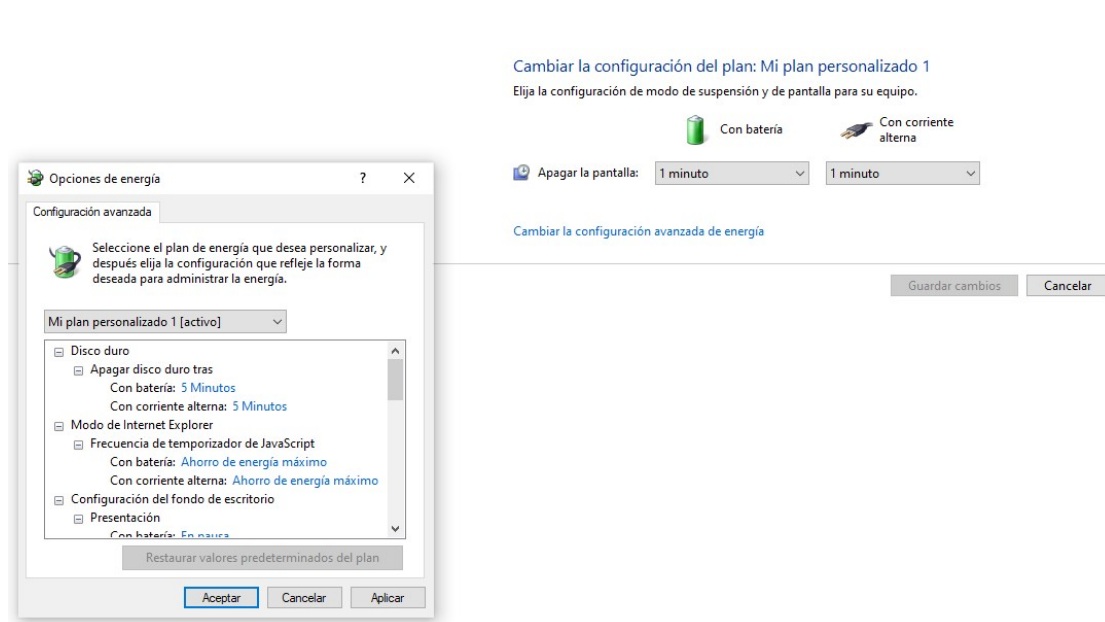 Cambiar la configuración del plan: Mi plan personalizado 1
Elija la configuración de modo de suspensión y de pantalla para su equipo.
Con batería
Con corriente
alterna
Apagar la pantalla:
1 minuto
1 minuto
Cambiar la configuración avanzada de energía
Guardar cambios
Cancelar
Opciones de energía
?
Configuración avanzada
Seleccione el plan de energía que desea personalizar, y
después elija la configuración que refleje la forma
deseada para administrar la energía.
Mi plan personalizado 1 [activo]
Disco duro
Apagar disco duro tras
Con batería: 5 Minutos
Con corriente alterna: 5 Minutos
Modo de Internet Explorer
Frecuencia de temporizador de JavaScript
Con batería: Ahorro de energía máximo
Con corriente alterna: Ahorro de energía máximo
Configuración del fondo de escritorio
Presentación
Con batería: En pausa
Restaurar valores predeterminados del plan
Aceptar
Cancelar
Aplicar